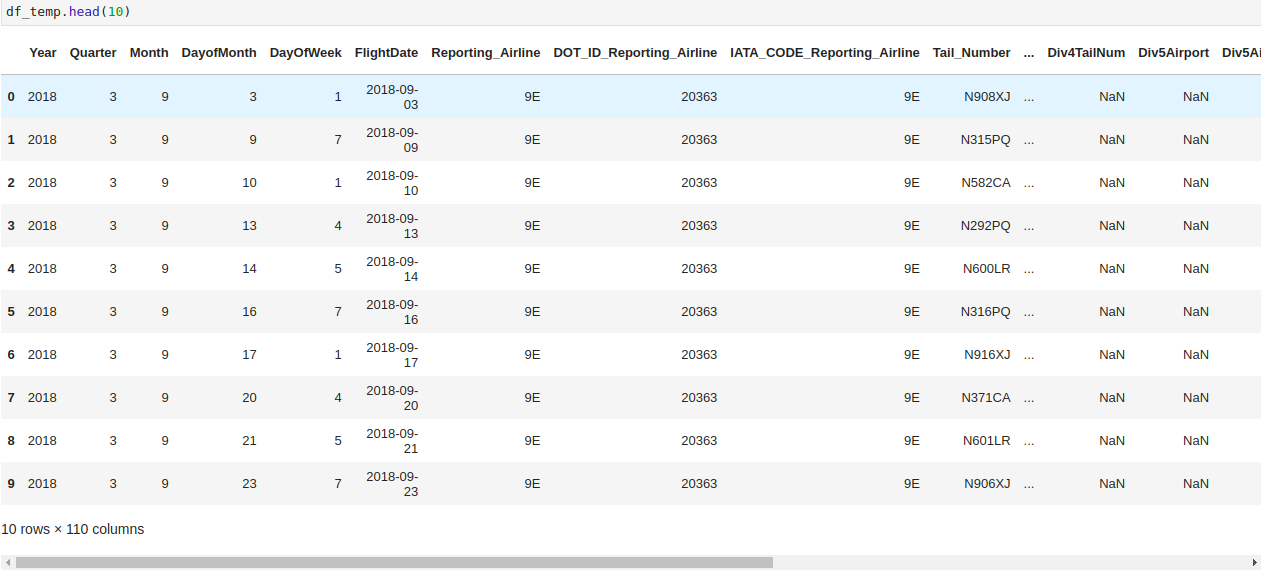 df_temp.head(10)
Year Quarter Month DayofMonth DayOfWeek FlightDate Reporting_Airline DOT_ID_Reporting_Airline IATA_CODE_Reporting_Airline Tail_Number ... Div4TailNum Div5Airport Div5Ai
0 2018 3 9 3 1 2018-09-03 9E 20363 9E N908XJ ... NaN NaN
1 2018 3 9 9 7 2018-09-09 9E 20363 9E N315PQ ... NaN NaN
2 2018 3 9 10 1 2018-09-10 9E 20363 9E N582CA ... NaN NaN
3 2018 3 9 13 4 2018-09-13 9E 20363 9E N292PQ ... NaN NaN
4 2018 3 9 14 5 2018-09-14 9E 20363 9E N600LR ... NaN NaN
5 2018 3 9 16 7 2018-09-16 9E 20363 9E N316PQ ... NaN NaN
6 2018 3 9 17 1 2018-09-17 9E 20363 9E N916XJ ... NaN NaN
7 2018 3 9 20 4 2018-09-20 9E 20363 9E N371CA ... NaN NaN
8 2018 3 9 21 5 2018-09-21 9E 20363 9E N601LR ... NaN NaN
9 2018 3 9 23 7 2018-09-23 9E 20363 9E N906XJ ... NaN NaN
10 rows × 110 columns